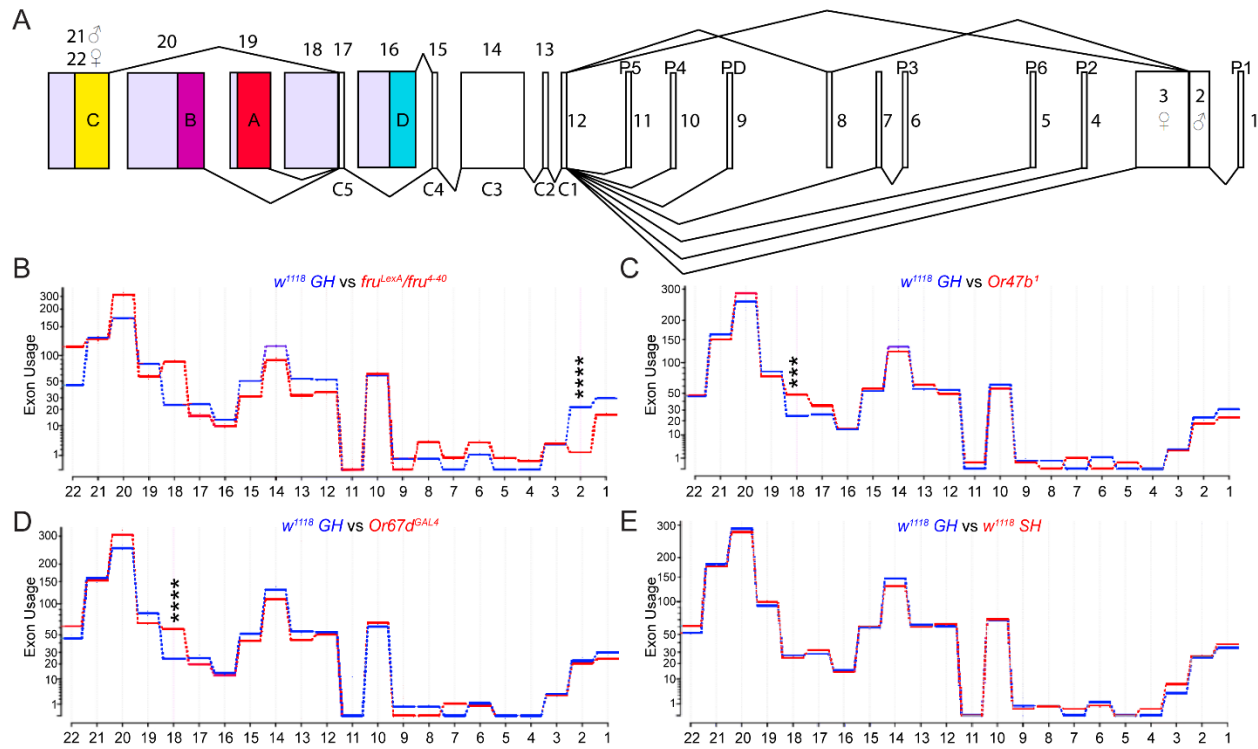 A
21 ♂
22 ♀
20 19 18 17 16 15 14 13
P5 P4 PD P3 P6 P2 P1
C B A D 12 11 10 9 8 7 6 5 4 3 ♀ 2 ♂ 1
C5 C4 C3 C2 C1
B
w1118 GH vs fruLexA/fru4-40
Exon Usage
300
150
100
50
30
20
10
1
****
22 21 20 19 18 17 16 15 14 13 12 11 10 9 8 7 6 5 4 3 2 1
C
w1118 GH vs Or47b1
Exon Usage
300
200
100
50
30
20
10
1
***
22 21 20 19 18 17 16 15 14 13 12 11 10 9 8 7 6 5 4 3 2 1
D
w1118 GH vs Or67dGAL4
Exon Usage
300
200
100
50
30
20
10
1
****
22 21 20 19 18 17 16 15 14 13 12 11 10 9 8 7 6 5 4 3 2 1
E
w1118 GH vs w1118 SH
Exon Usage
300
200
150
100
50
30
20
10
1
22 21 20 19 18 17 16 15 14 13 12 11 10 9 8 7 6 5 4 3 2 1